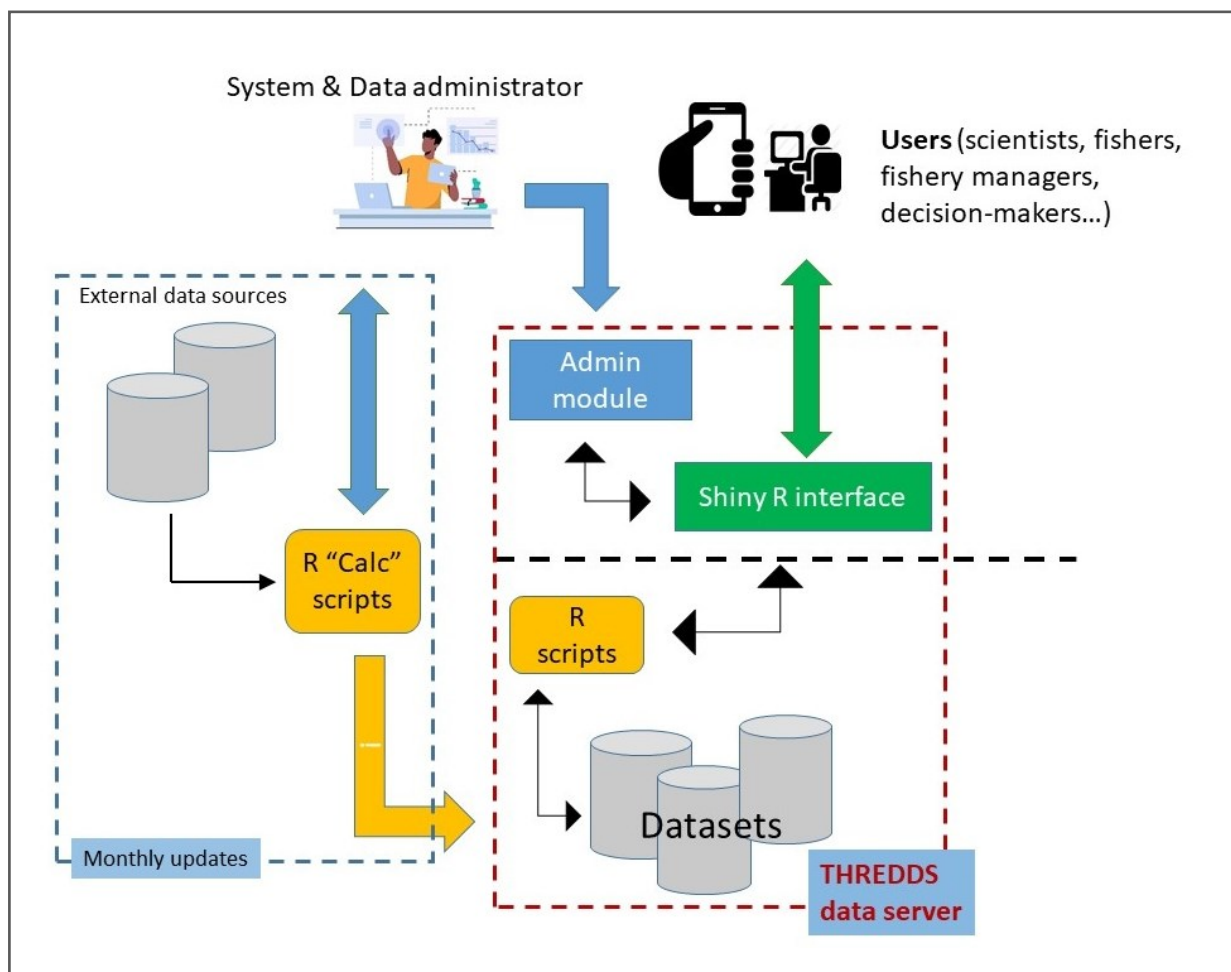 System & Data administrator
Users (scientists, fishers,
fishery managers,
decision-makers...)
External data sources
Admin
module
Shiny R interface
R “Calc”
scripts
R
scripts
Datasets
Monthly updates
THREDDS
data server